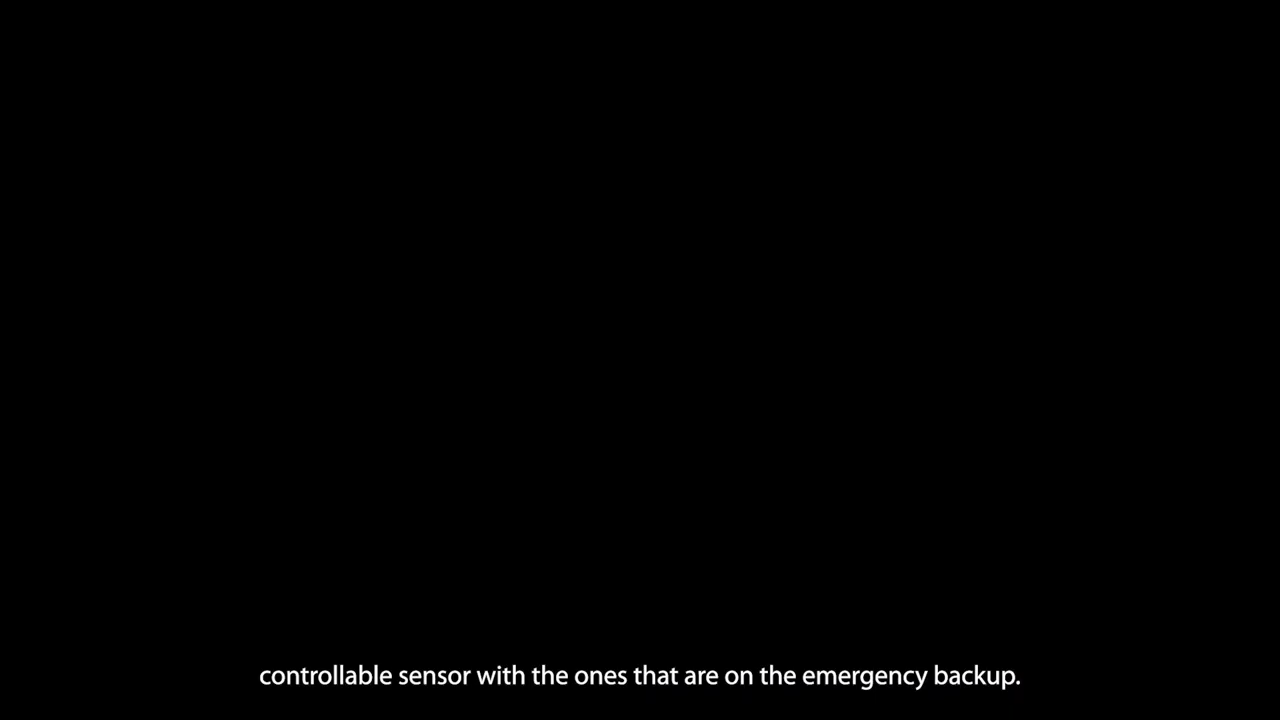 controllable sensor with the ones that are on the emergency backup.